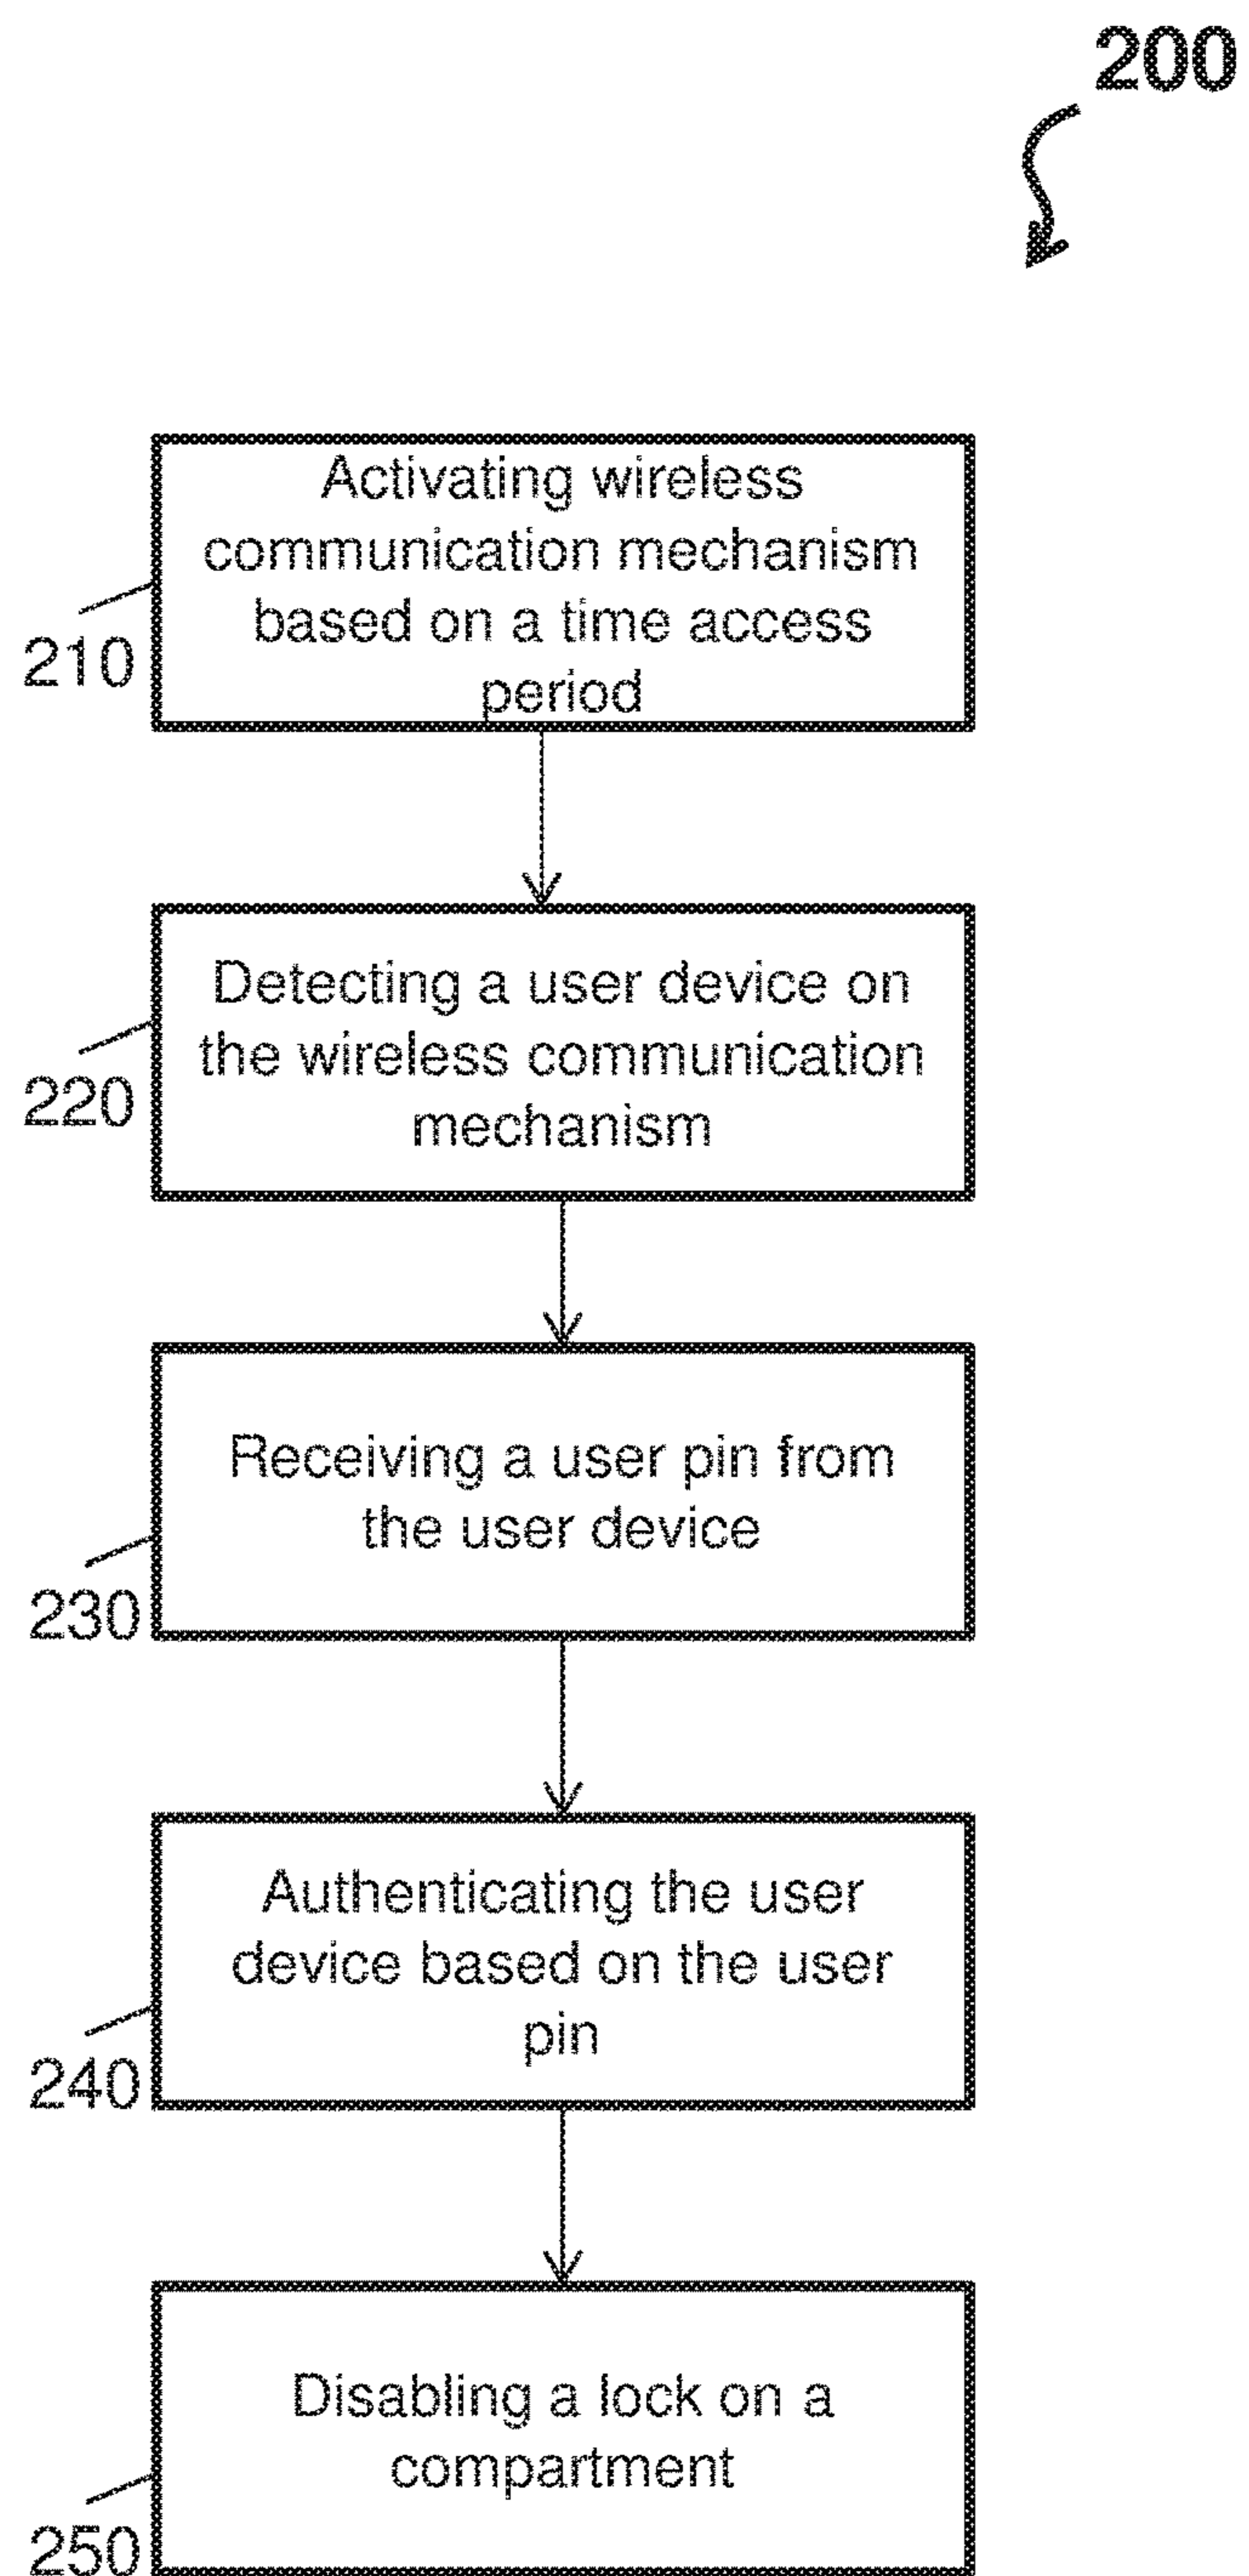 200
Activating wireless
communication mechanism
based on a time access
period
210
Detecting a user device on
the wireless communication
mechanism
220
Receiving a user pin from
the user device
230
Authenticating the user
device based on the user
pin
240
Disabling a lock on a
compartment
250